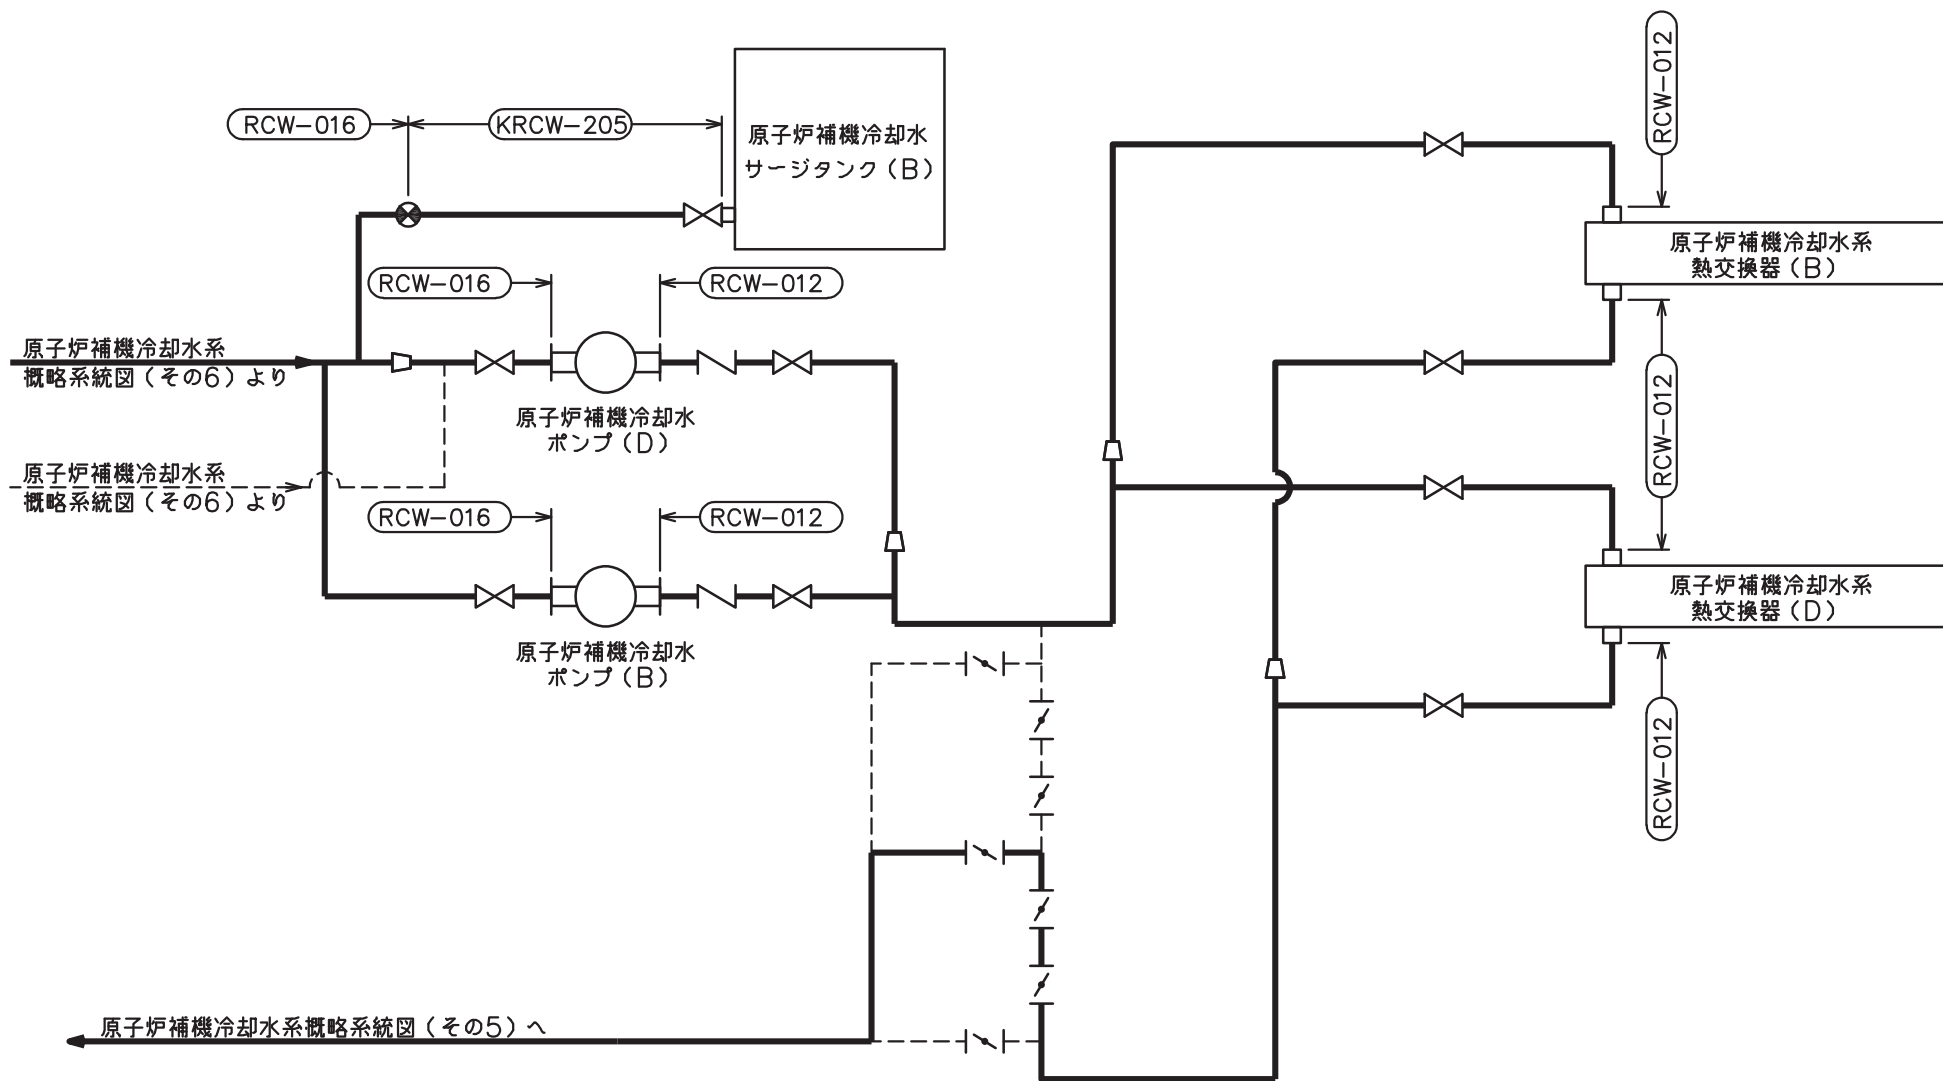 RCW-016
KRCW-205
原子炉補機冷却水
サージタンク(B)
RCW-012
原子炉補機冷却水系
熱交換器(B)
RCW-016
RCW-012
原子炉補機冷却水系
概略系統図(その6)より
原子炉補機冷却水
ポンプ(D)
RCW-012
原子炉補機冷却水系
概略系統図(その6)より
RCW-016
RCW-012
原子炉補機冷却水系
熱交換器(D)
原子炉補機冷却水
ポンプ(B)
RCW-012
原子炉補機冷却水系概略系統図(その5)へ